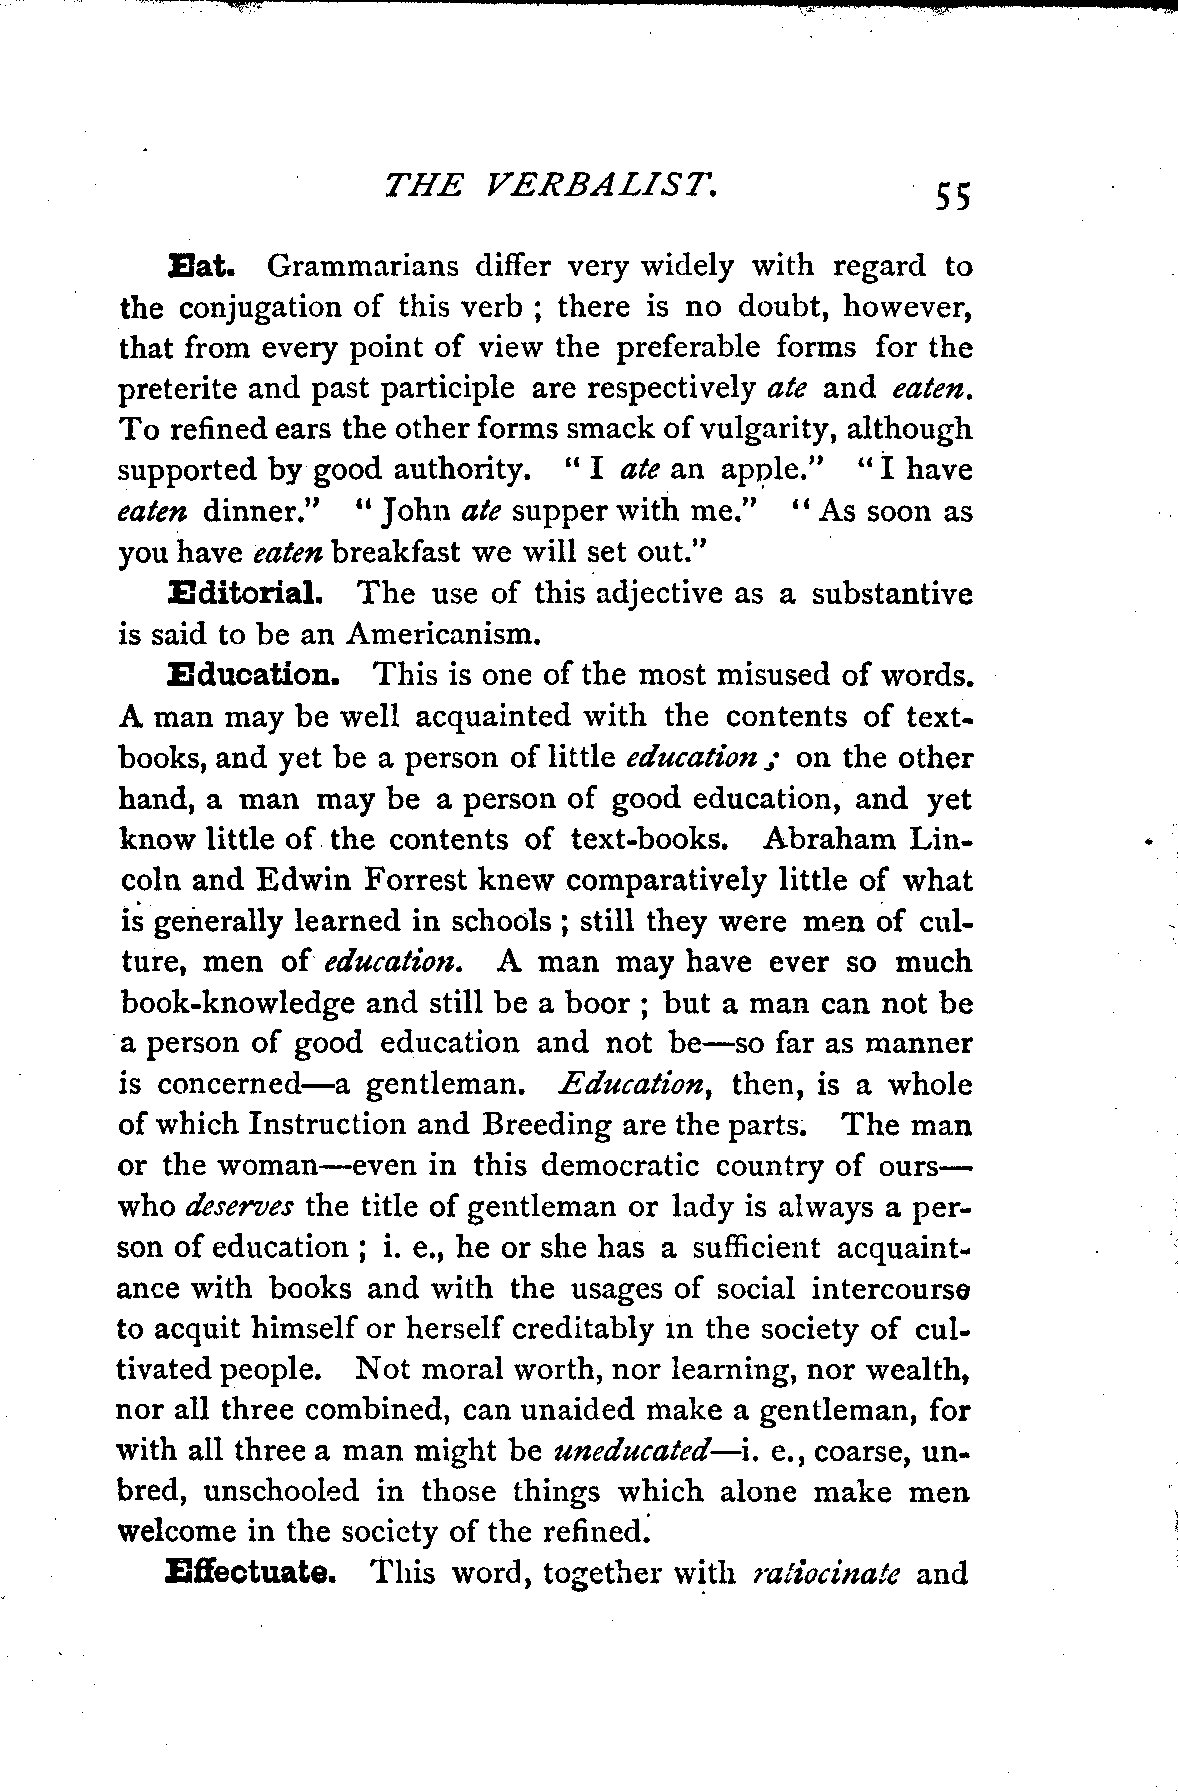 THE VERBALIST. 55
Eat. Grammarians differ very widely with regard to
the conjugation of this verb ; there is no doubt, however,
that from every point of view the preferable forms for the
preterite and past participle are respectively ate and eaten.
To refined ears the other forms smack of vulgarity, although
supported by good authority. “ I ate an apple.” “ I have
eaten dinner.” “ John ate supper with me.” “ As soon as
you have eaten breakfast we will set out.”
Editorial. The use of this adjective as a substantive
is said to be an Americanism.
Education. This is one of the most misused of words.
A man may be well acquainted with the contents of text-
books, and yet be a person of little education ; on the other
hand, a man may be a person of good education, and yet
know little of the contents of text-books. Abraham Lin-
coln and Edwin Forrest knew comparatively little of what
is generally learned in schools ; still they were men of cul-
ture, men of education. A man may have ever so much
book-knowledge and still be a boor ; but a man can not be
a person of good education and not be—so far as manner
is concerned—a gentleman. Education, then, is a whole
of which Instruction and Breeding are the parts. The man
or the woman—even in this democratic country of ours—
who deserves the title of gentleman or lady is always a per-
son of education ; i. e., he or she has a sufficient acquaint-
ance with books and with the usages of social intercourse
to acquit himself or herself creditably in the society of cul-
tivated people. Not moral worth, nor learning, nor wealth,
nor all three combined, can unaided make a gentleman, for
with all three a man might be uneducated—i. e., coarse, un-
bred, unschooled in those things which alone make men
welcome in the society of the refined.
Effectuate. This word, together with ratiocinate and